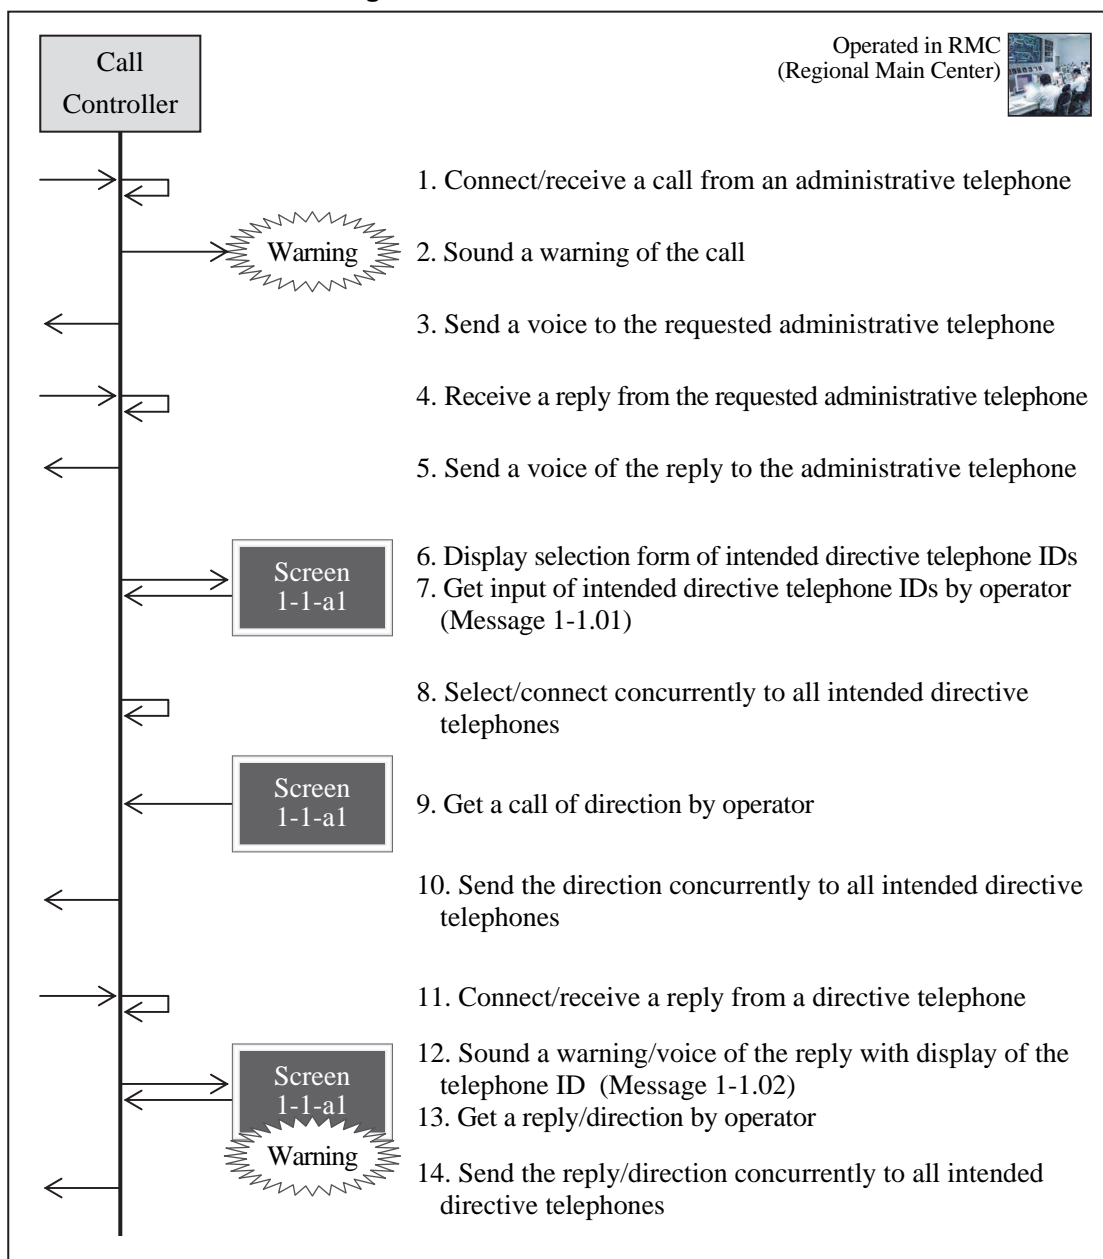 Call
Controller
Operated in RMC
(Regional Main Center)
1. Connect/receive a call from an administrative telephone
Warning
2. Sound a warning of the call
3. Send a voice to the requested administrative telephone
4. Receive a reply from the requested administrative telephone
5. Send a voice of the reply to the administrative telephone
Screen
1-1-a1
6. Display selection form of intended directive telephone IDs
7. Get input of intended directive telephone IDs by operator
(Message 1-1.01)
8. Select/connect concurrently to all intended directive
telephones
Screen
1-1-a1
9. Get a call of direction by operator
10. Send the direction concurrently to all intended directive
telephones
11. Connect/receive a reply from a directive telephone
Screen
1-1-a1
Warning
12. Sound a warning/voice of the reply with display of the
telephone ID (Message 1-1.02)
13. Get a reply/direction by operator
14. Send the reply/direction concurrently to all intended
directive telephones